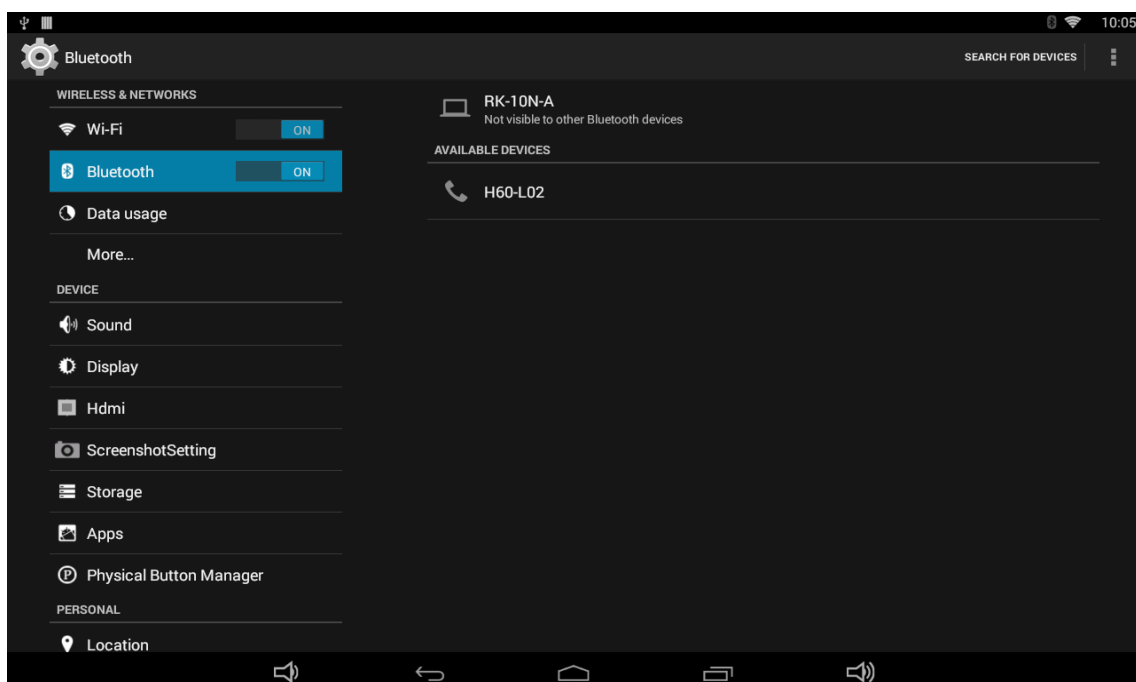 10:05
Bluetooth
SEARCH FOR DEVICES
WIRELESS & NETWORKS
Wi-Fi
ON
Bluetooth
ON
Data usage
More...
DEVICE
Sound
Display
Hdmi
ScreenshotSetting
Storage
Apps
Physical Button Manager
PERSONAL
Location
RK-10N-A
Not visible to other Bluetooth devices
AVAILABLE DEVICES
H60-L02